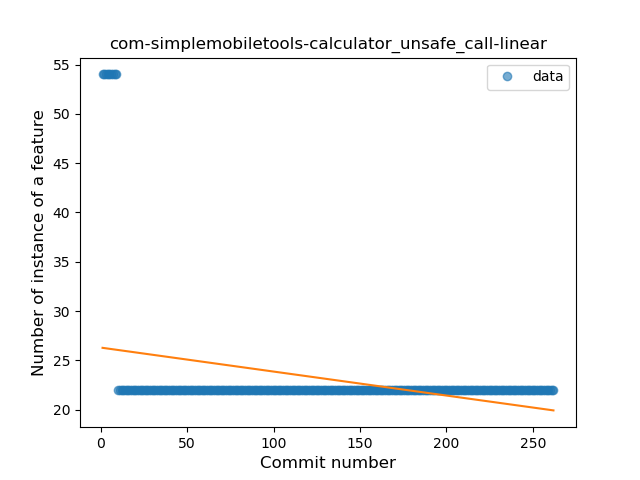 com-simplemobiletools-calculator_unsafe_call-linear
data
Number of instance of a feature
55
50
45
40
35
30
25
20
0 50 100 150 200 250
Commit number